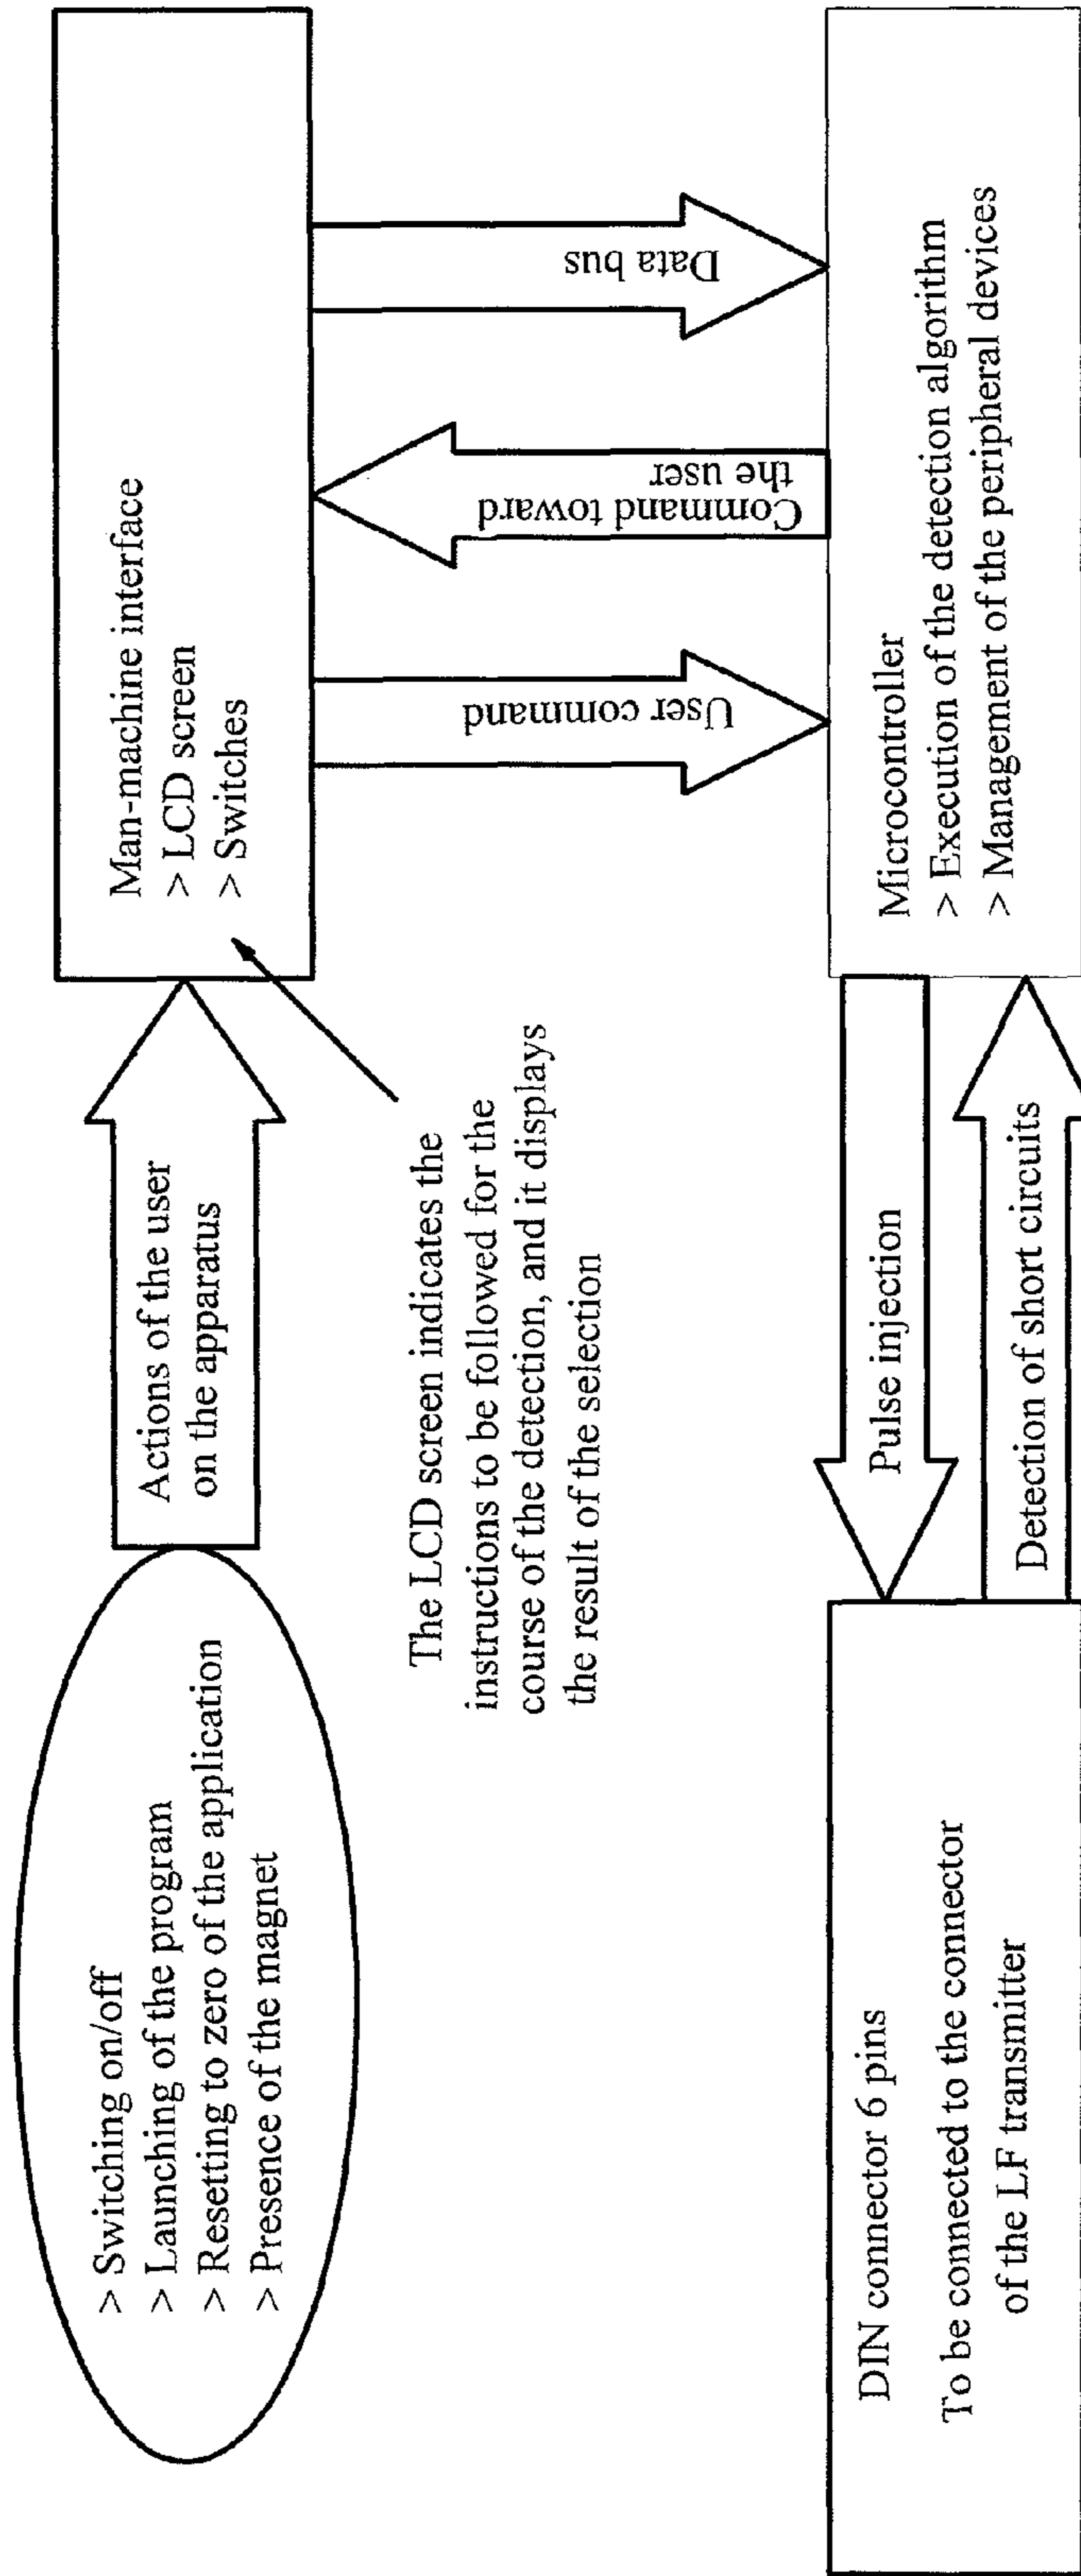 > Switching on/off
> Launching of the program
> Resetting to zero of the application
> Presence of the magnet
Actions of the user
on the apparatus
Man-machine interface
> LCD screen
> Switches
The LCD screen indicates the
instructions to be followed for the
course of the detection, and it displays
the result of the selection
User command
Command toward
the user
Data bus
DIN connector 6 pins
To be connected to the connector
of the LF transmitter
Pulse injection
Detection of short circuits
Microcontroller
> Execution of the detection algorithm
> Management of the peripheral devices